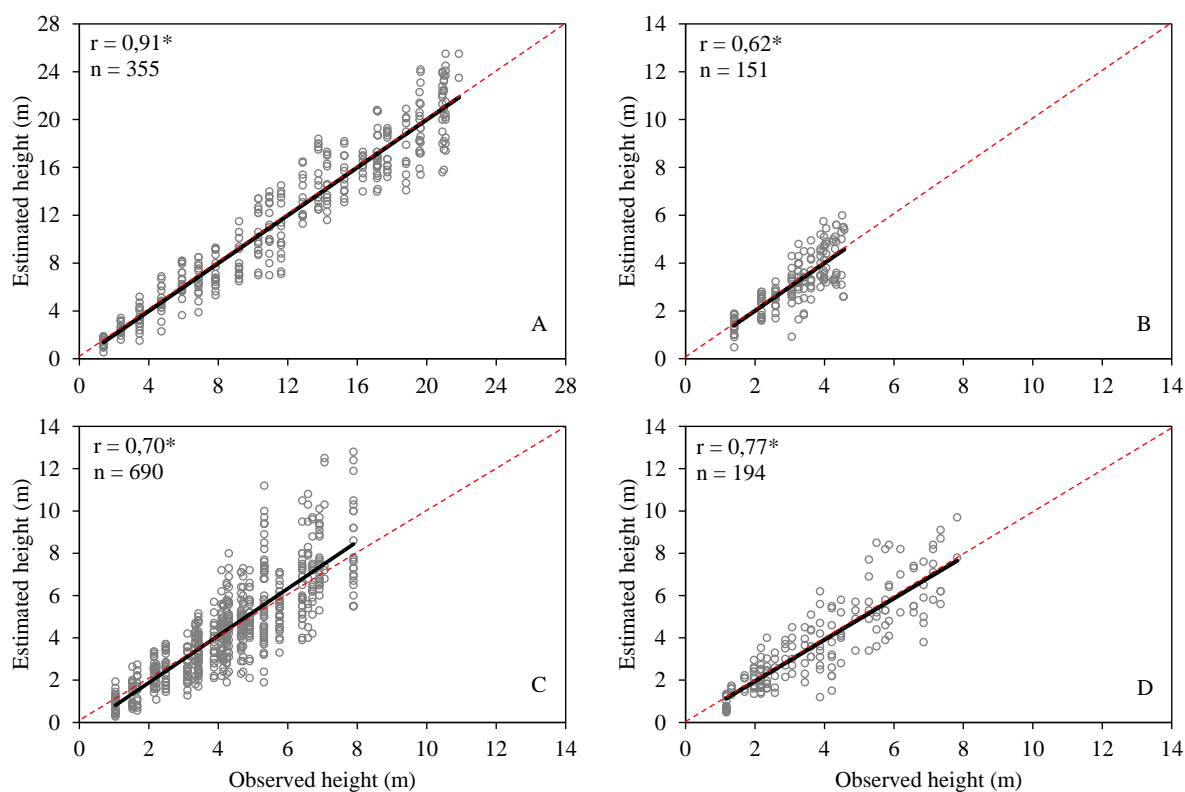 28
24
20
16
12
8
4
0
Estimated height (m)
r = 0,91*
n = 355
A
0 4 8 12 16 20 24 28
14
12
10
8
6
4
2
0
Estimated height (m)
r = 0,62*
n = 151
B
0 2 4 6 8 10 12 14
14
12
10
8
6
4
2
0
Estimated height (m)
r = 0,70*
n = 690
C
0 2 4 6 8 10 12 14
Observed height (m)
14
12
10
8
6
4
2
0
Estimated height (m)
r = 0,77*
n = 194
D
0 2 4 6 8 10 12 14
Observed height (m)